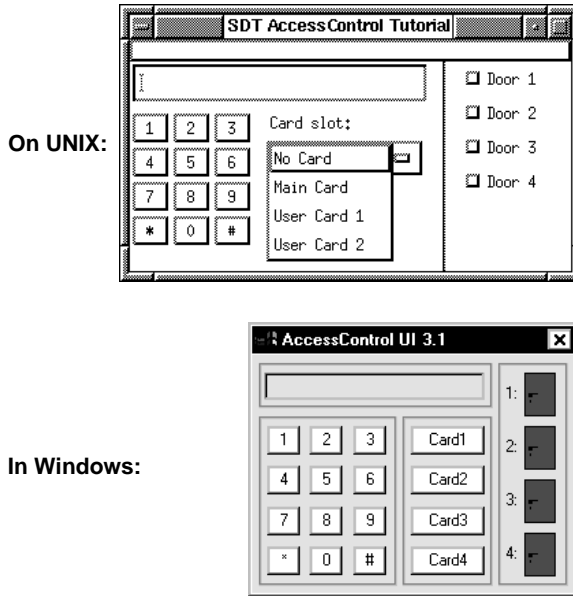 SDT AccessControl Tutorial
On UNIX:
1 2 3
4 5 6
7 8 9
* 0 #
Card slot:
No Card
Main Card
User Card 1
User Card 2
Door 1
Door 2
Door 3
Door 4
In Windows:
AccessControl UI 3.1
1 2 3
4 5 6
7 8 9
* 0 #
Card1
Card2
Card3
Card4
1:
2:
3:
4: